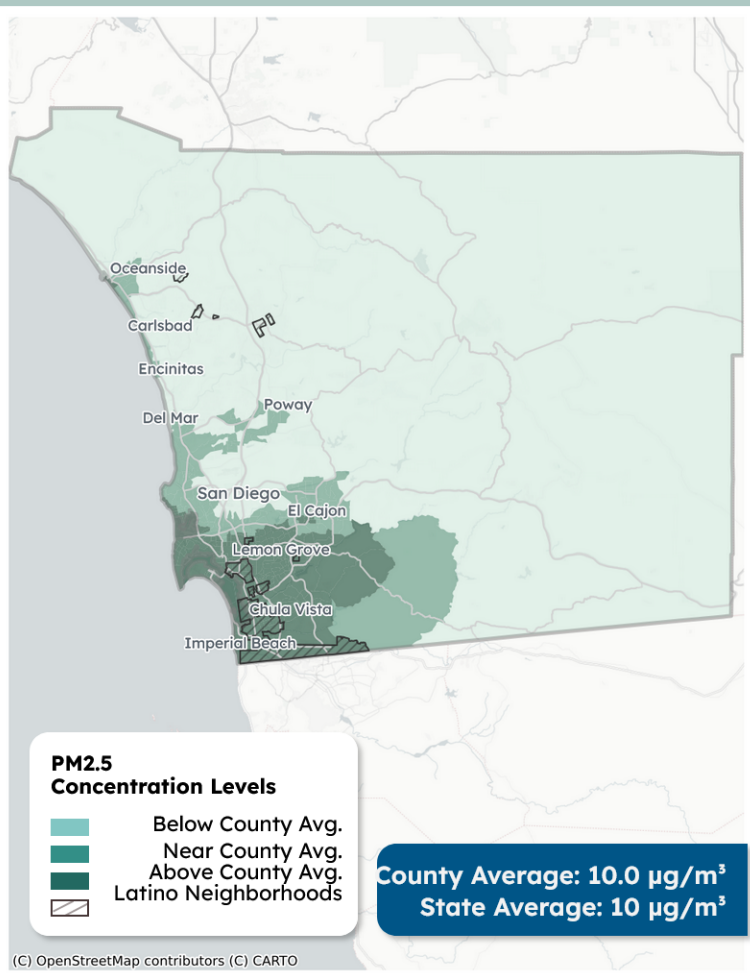 Oceanside
Carlsbad
Encinitas
Del Mar
Poway
San Diego
El Cajon
Lemon Grove
Chula Vista
Imperial Beach
PM2.5
Concentration Levels
Below County Avg.
Near County Avg.
Above County Avg.
Latino Neighborhoods
County Average: 10.0 µg/m³
State Average: 10 µg/m³
(C) OpenStreetMap contributors (C) CARTO